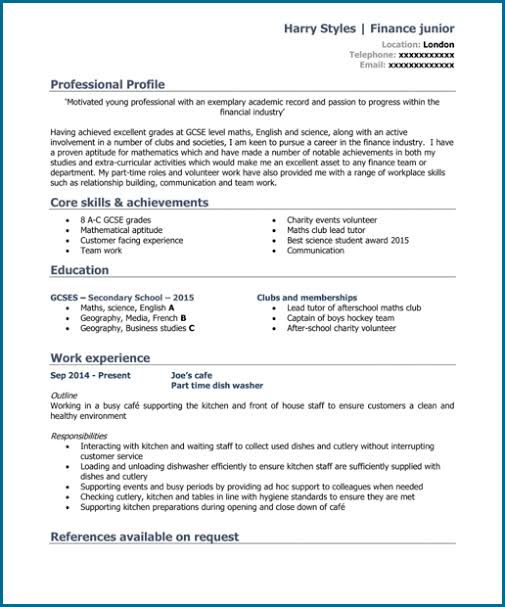 Harry Styles | Finance junior
Location: London
Telephone: xxxxxxxxxxx
Email: xxxxxxxxxxxxx
Professional Profile
'Motivated young professional with an exemplary academic record and passion to progress within the
financial industry'
Having achieved excellent grades at GCSE level maths, English and science, along with an active
involvement in a number of clubs and societies, I am keen to pursue a career in the finance industry. I have
a proven aptitude for mathematics which and have made a number of notable achievements in both my
studies and extra-curricular activities which would make me an excellent asset to any finance team or
department. My part-time roles and volunteer work have also provided me with a range of workplace skills
such as relationship building, communication and team work.
Core skills & achievements
• 8 A-C GCSE grades
• Mathematical aptitude
• Customer facing experience
• Team work
• Charity events volunteer
• Maths club lead tutor
• Best science student award 2015
• Communication
Education
GCSES – Secondary School – 2015
• Maths, science, English A
• Geography, Media, French B
• Geography, Business studies C
Clubs and memberships
• Lead tutor of afterschool maths club
• Captain of boys hockey team
• After-school charity volunteer
Work experience
Sep 2014 - Present Joe's cafe
Part time dish washer
Outline
Working in a busy café supporting the kitchen and front of house staff to ensure customers a clean and
healthy environment
Responsibilities
• Interacting with kitchen and waiting staff to collect used dishes and cutlery without interrupting
customer service
• Loading and unloading dishwasher efficiently to ensure kitchen staff are sufficiently supplied with
dishes and cutlery
• Supporting events and busy periods by providing ad hoc support to colleagues when needed
• Checking cutlery, kitchen and tables in line with hygiene standards to ensure they are met
• Supporting kitchen preparations during opening and close down of café
References available on request